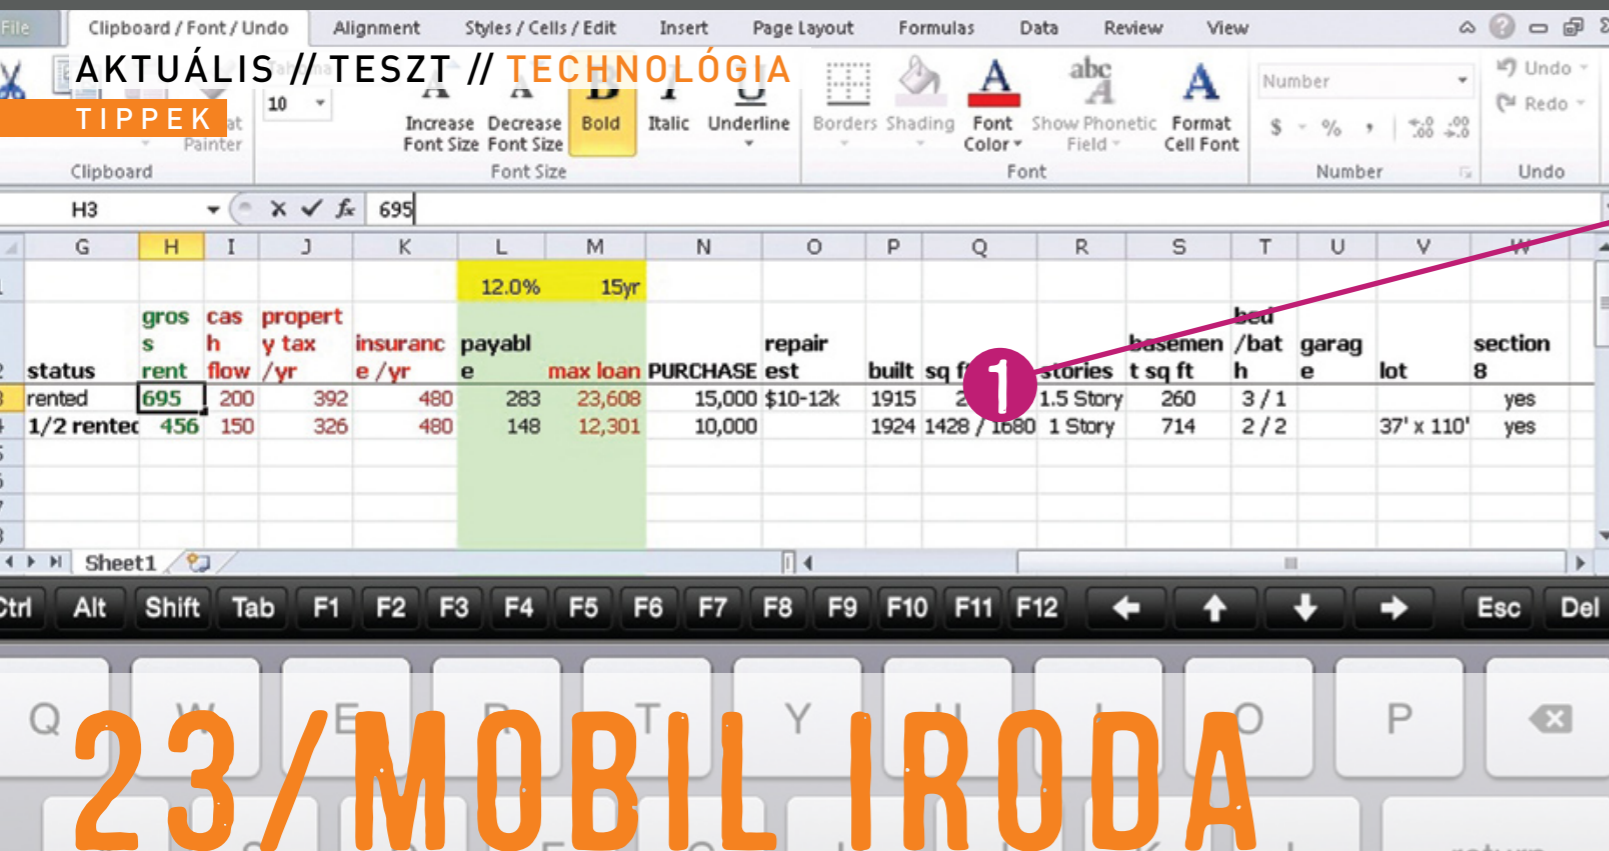 File Clipboard / Font / Undo Alignment Styles / Cells / Edit Insert Page Layout Formulas Data Review View
AKTUÁLIS // TESZT // TECHNOLÓGIA
TIPPEK
10
Painter
Clipboard
Increase Font Size Decrease Font Size Bold Italic Underline
Font Size
Borders Shading Font Color Show Phonetic Field Format Cell Font
abc
Font
Number
$ % , .00
Number
Undo
Redo
Undo
H3 fx 695
G H I J K L M N O P Q R S T U V W
12.0% 15yr
status gross rent cash flow property tax /yr insurance /yr payable max loan PURCHASE repair est built sq stories basement sq ft bed /bath garage lot section 8
rented 695 200 392 480 283 23,608 15,000 $10-12k 1915 1.5 Story 260 3 / 1 yes
1/2 rented 456 150 326 480 148 12,301 10,000 1924 1428 / 1680 1 Story 714 2 / 2 37' x 110' yes
1
Sheet1
Ctrl Alt Shift Tab F1 F2 F3 F4 F5 F6 F7 F8 F9 F10 F11 F12 Esc Del
Q W E R T Y U I O P
23/MOBIL IRODA